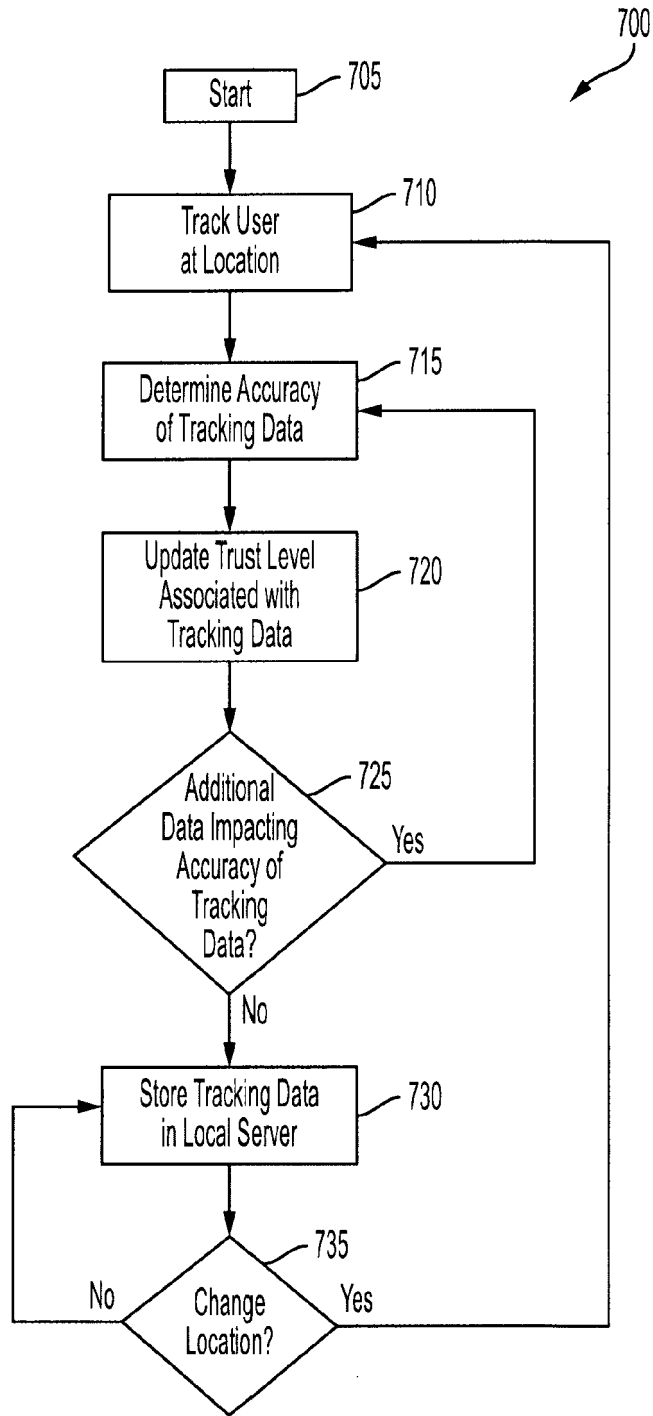 700
Start
705
Track User
at Location
710
Determine Accuracy
of Tracking Data
715
Update Trust Level
Associated with
Tracking Data
720
Additional
Data Impacting
Accuracy of
Tracking
Data?
725
Yes
No
Store Tracking Data
in Local Server
730
Change
Location?
735
No
Yes